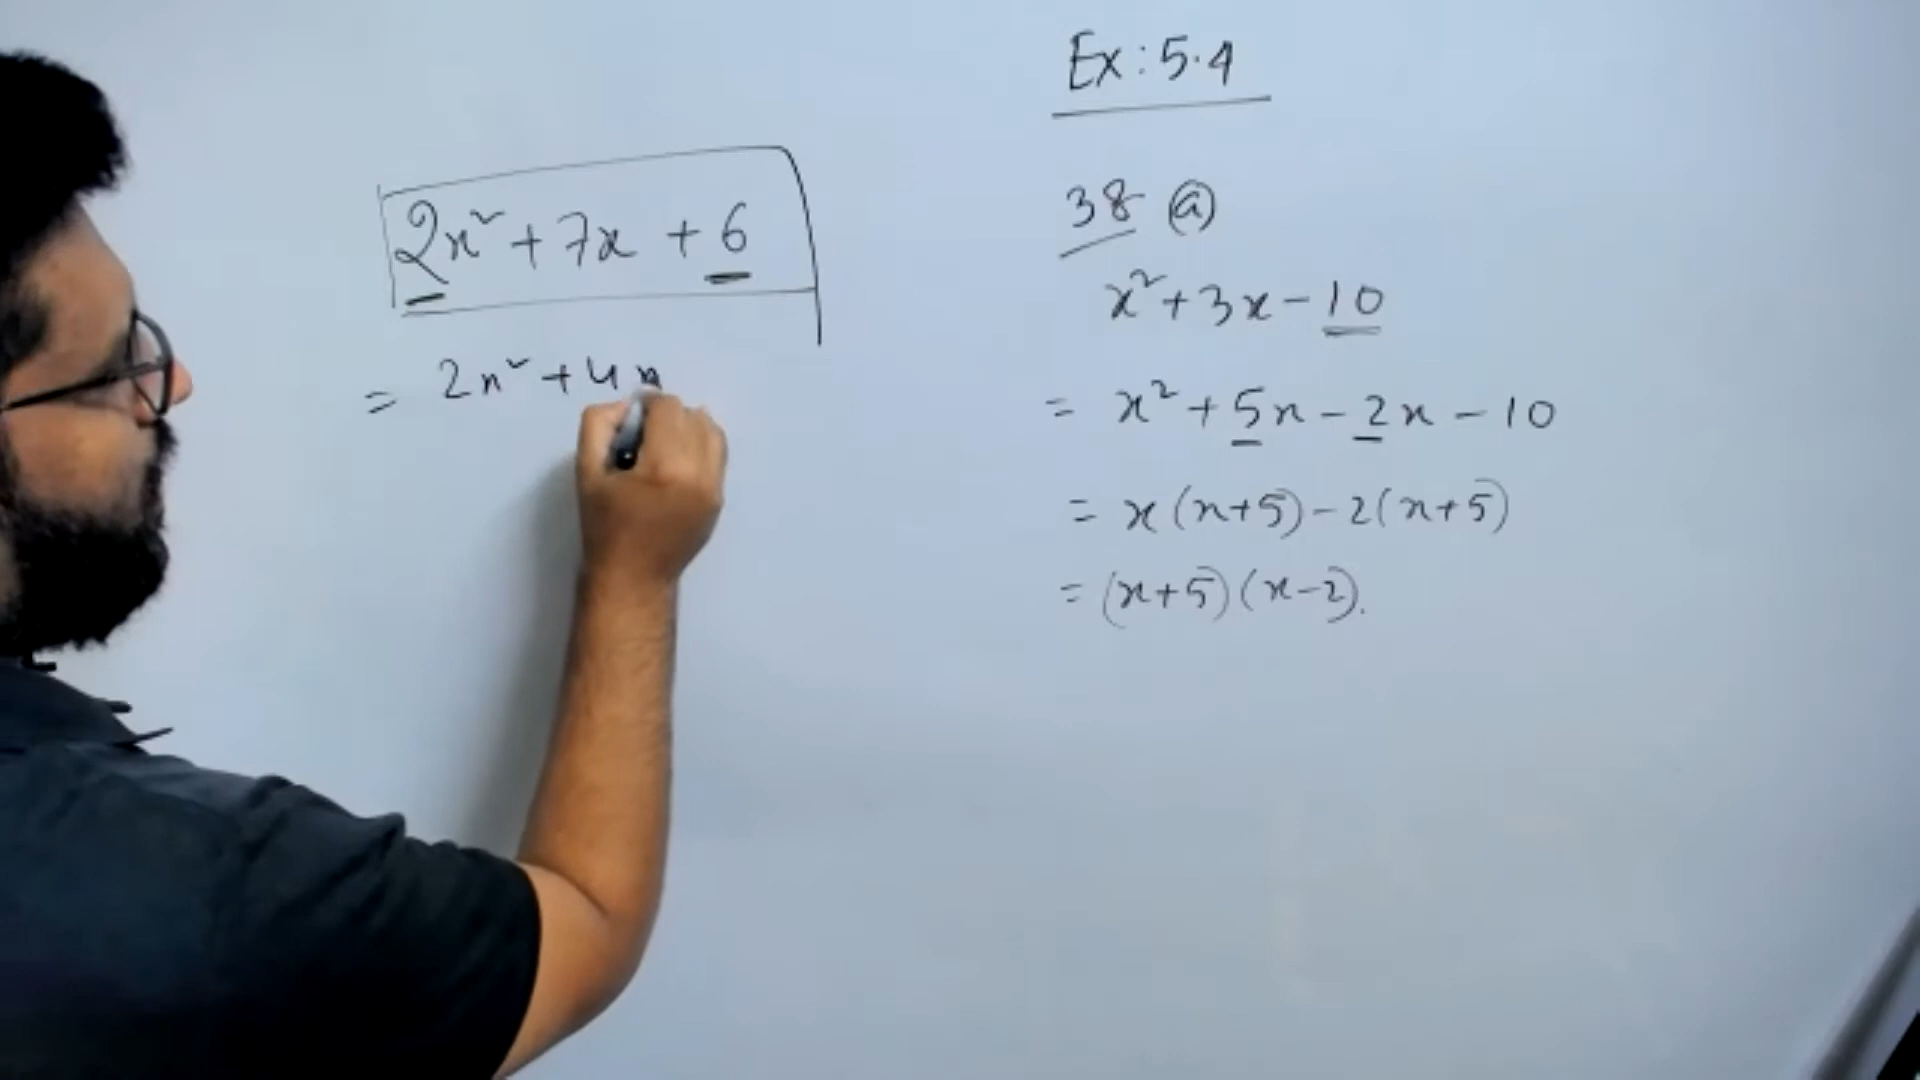 2x² + 7x + 6
= 2x² + 4x
Ex : 5.4
38 ⓐ
x² + 3x - 10
= x² + 5x - 2x - 10
= x(x+5) - 2(x+5)
= (x+5)(x-2).